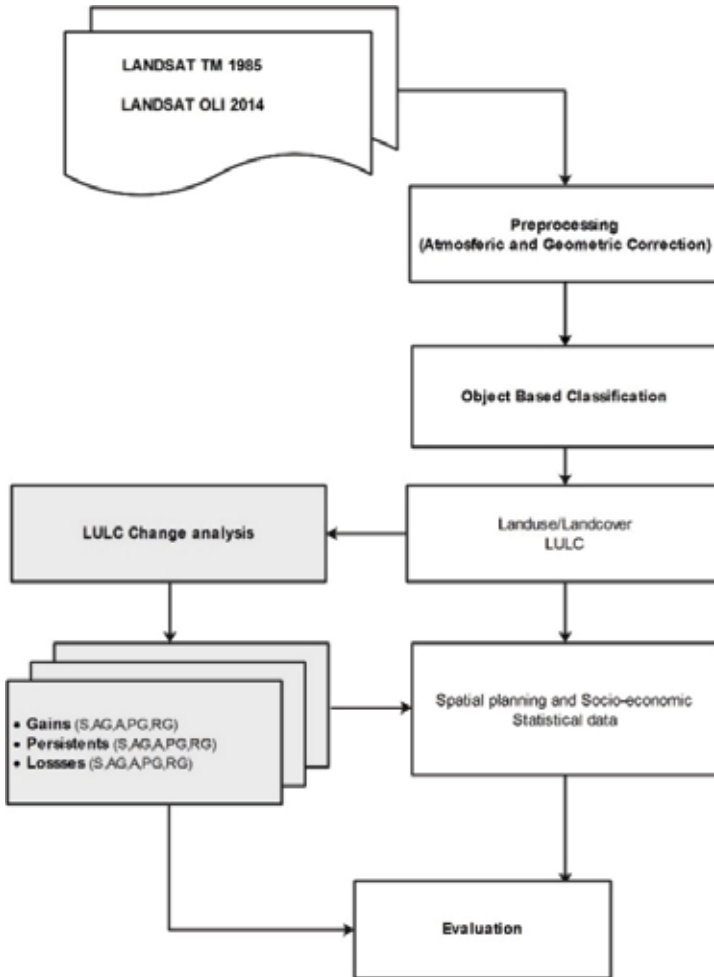 LANDSAT TM 1985
LANDSAT OLI 2014
Preprocessing
(Atmosferic and Geometric Correction)
Object Based Classification
Landuse/Landcover
LULC
LULC Change analysis
• Gains (S,AG,A,PG,RG)
• Persistents (S,AG,A,PG,RG)
• Lossses (S,AG,A,PG,RG)
Spatial planning and Socio-economic
Statistical data
Evaluation